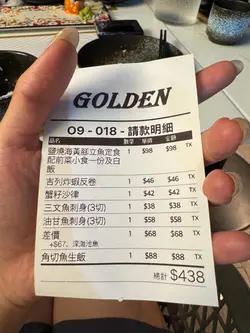 GOLDEN
O9 - 018 - 請款明細
品名 數量 單價 金額 TX
鹽燒海黃腳立魚定食 1 $98 $98 TX
配前菜小食一份及白
飯
吉列炸蝦反卷 1 $46 $46 TX
蟹籽沙律 1 $42 $42 TX
三文魚刺身(3切) 1 $38 $38 TX
油甘魚刺身(3切) 1 $58 $58 TX
差價 1 $68 $68 TX
+$67、深海池魚
角切魚生飯 1 $88 $88 TX
總計 $438